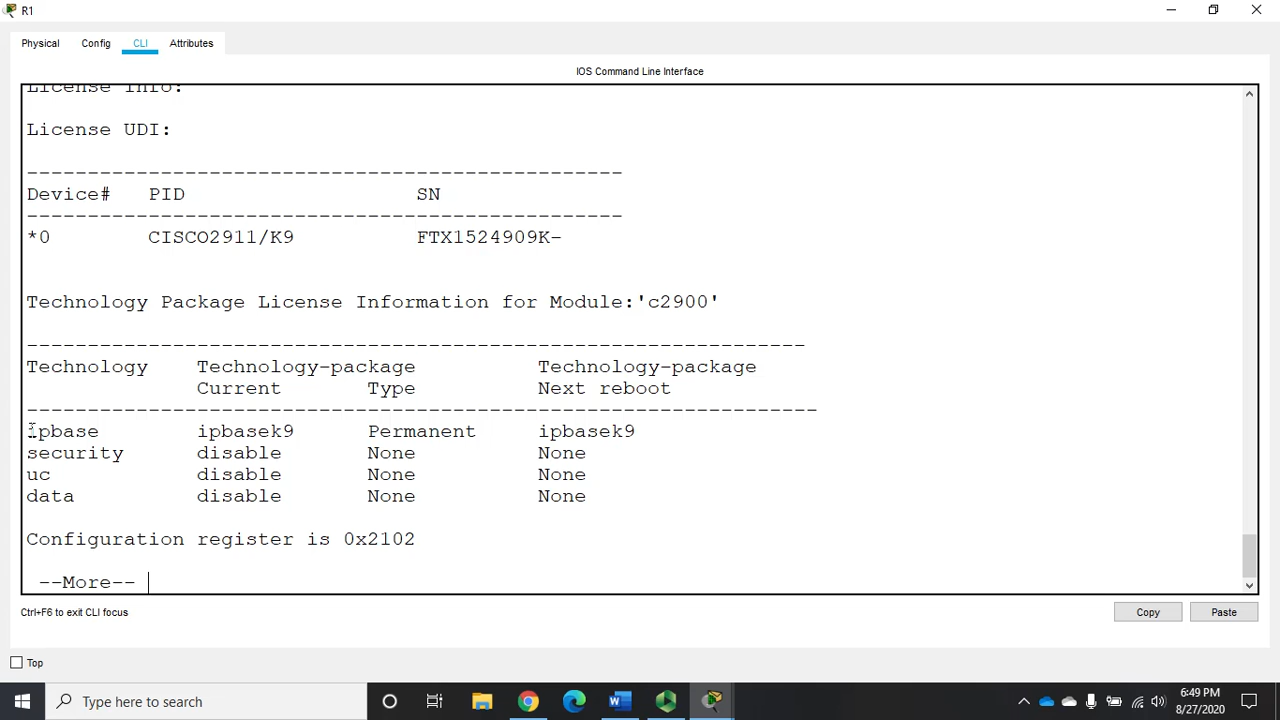 R1
Physical Config CLI Attributes
IOS Command Line Interface
License Info:
License UDI:
-------------------------------------------------
Device# PID SN
-------------------------------------------------
*0 CISCO2911/K9 FTX1524909K-
Technology Package License Information for Module:'c2900'
----------------------------------------------------------------
Technology Technology-package Technology-package
Current Type Next reboot
-----------------------------------------------------------------
ipbase ipbasek9 Permanent ipbasek9
security disable None None
uc disable None None
data disable None None
Configuration register is 0x2102
--More--
Ctrl+F6 to exit CLI focus
Copy Paste
Top
Type here to search
6:49 PM
8/27/2020